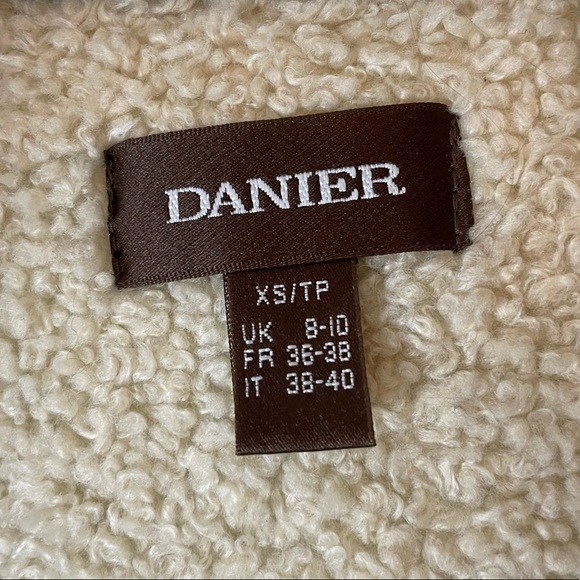 DANIER
XS/TP
UK 8-10
FR 36-38
IT 38-40